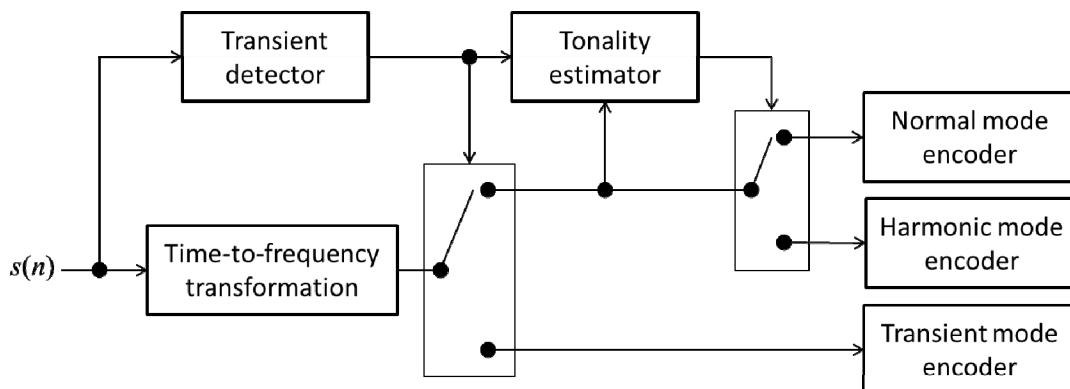 Transient
detector
Tonality
estimator
Normal mode
encoder
s(n)
Time-to-frequency
transformation
Harmonic mode
encoder
Transient mode
encoder